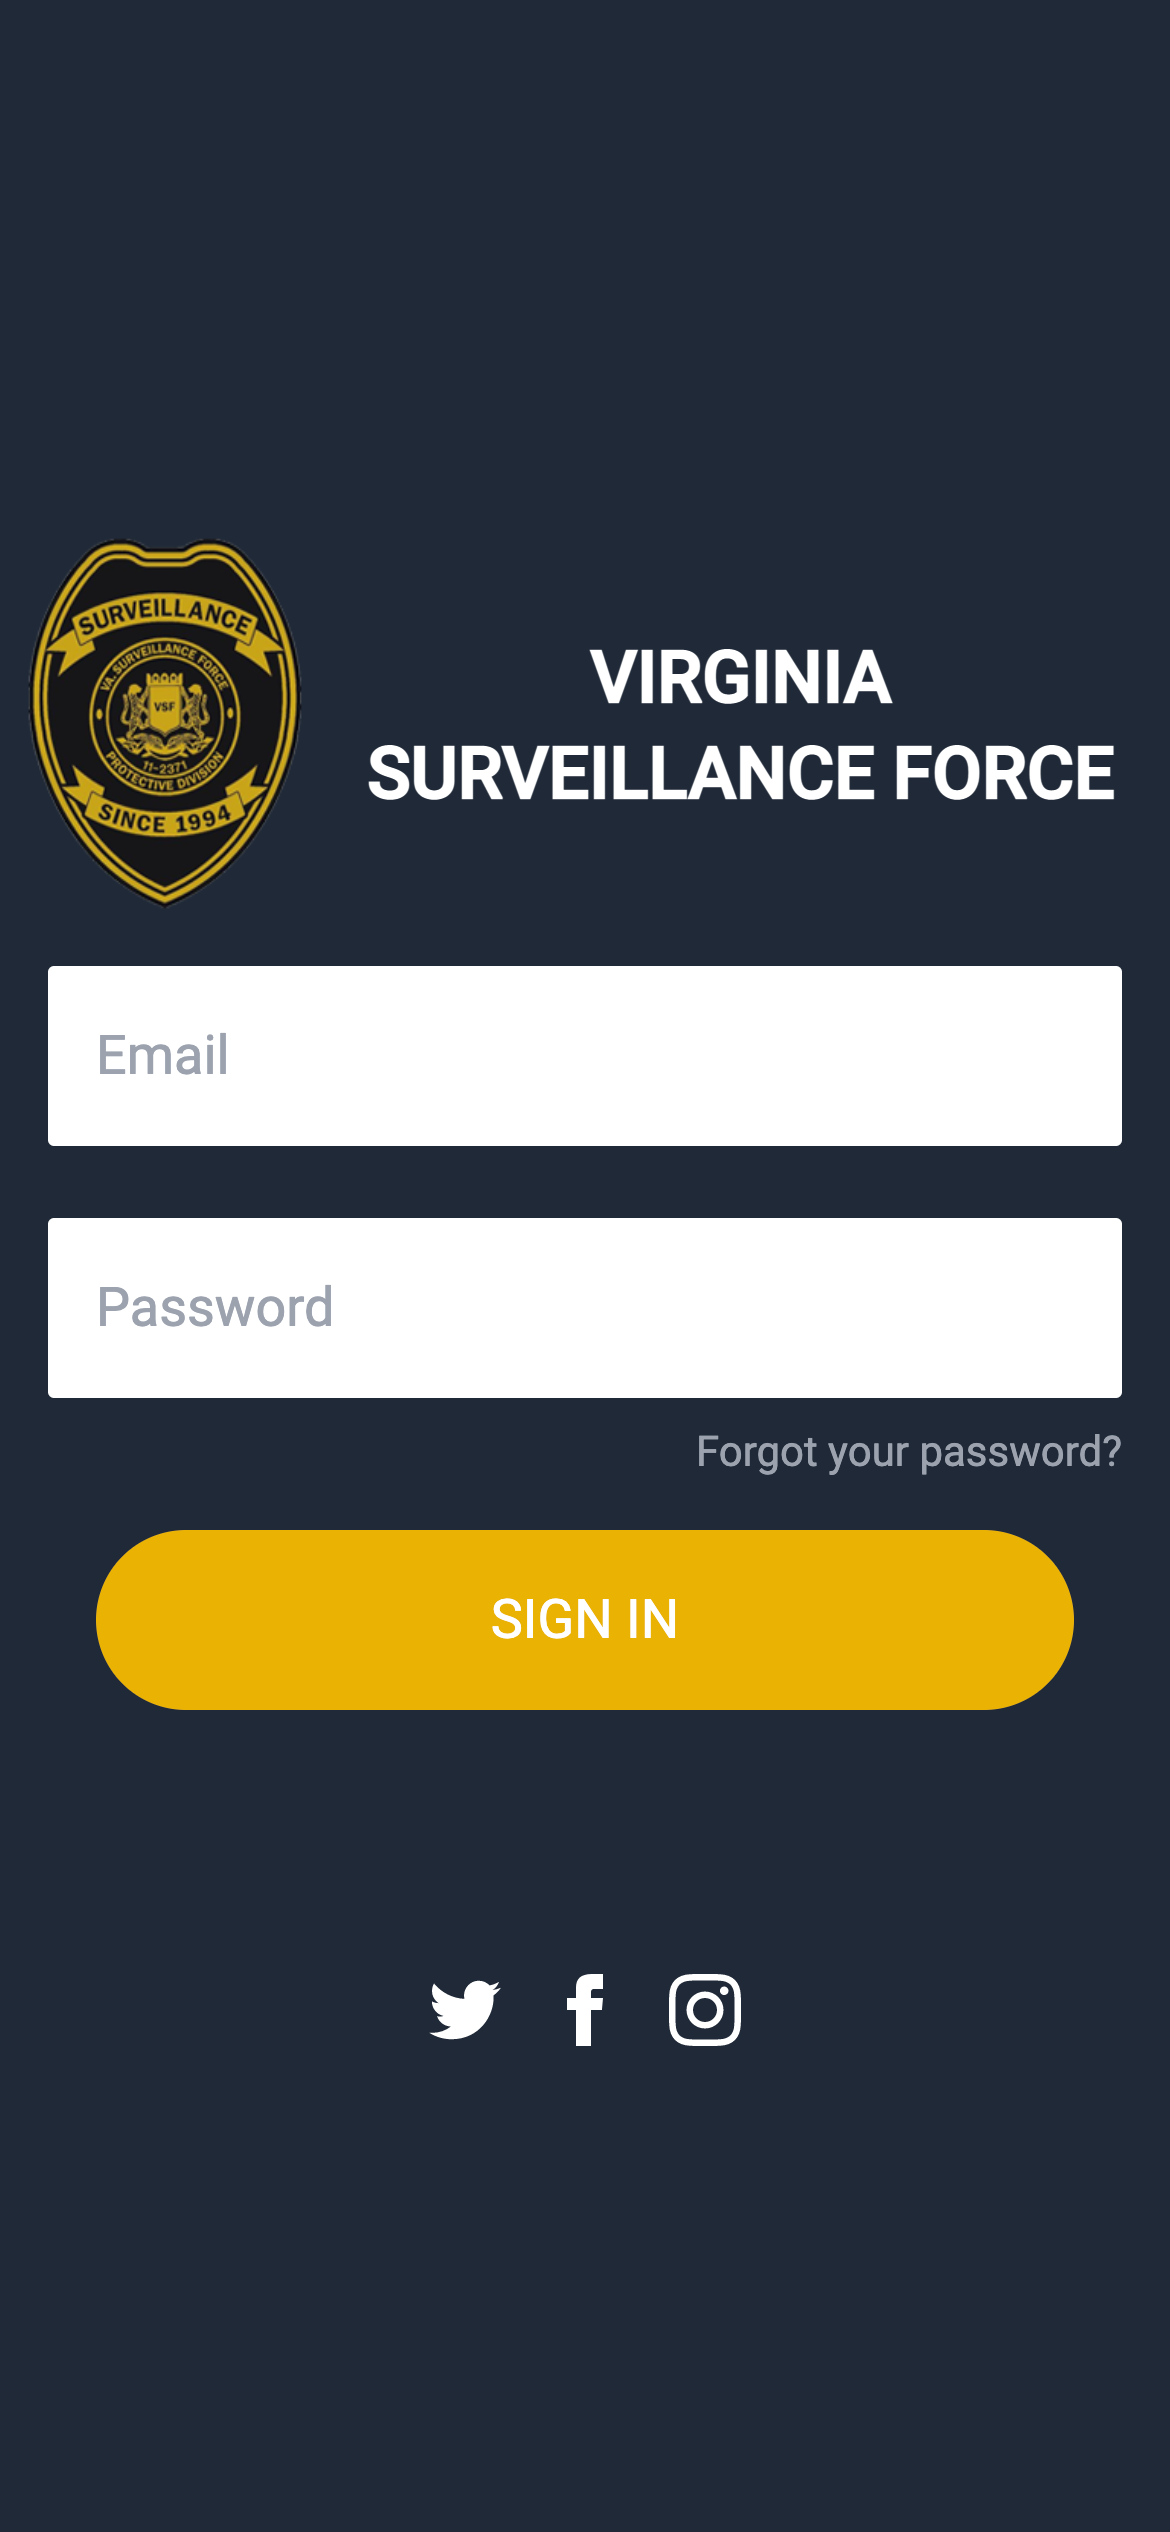 SURVEILLANCE
VA. SURVEILLANCE FORCE
VSF
11-2371
PROTECTIVE DIVISION
SINCE 1994
VIRGINIA
SURVEILLANCE FORCE
Email
Password
Forgot your password?
SIGN IN